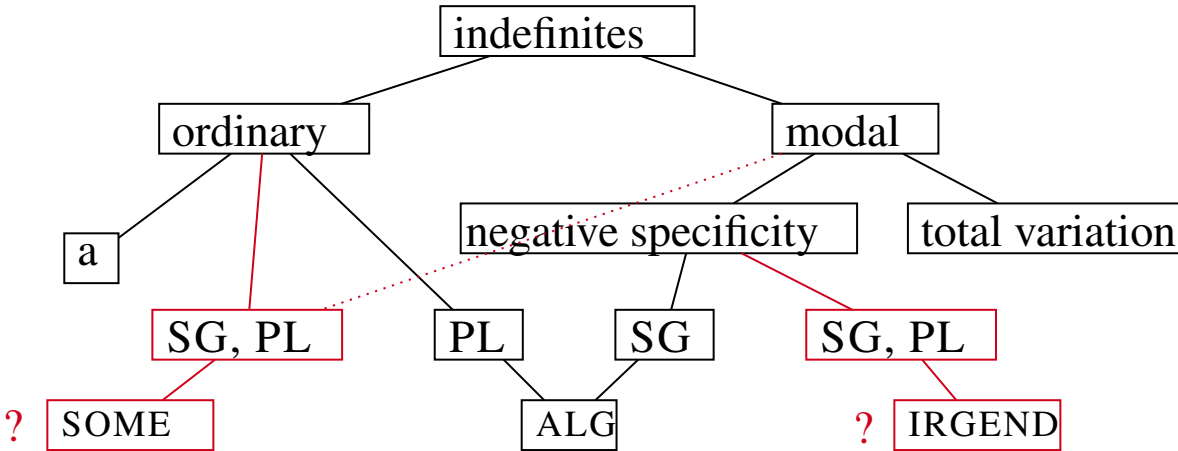 indefinites
ordinary
modal
a
negative specificity
total variation
SG, PL
PL
SG
SG, PL
? SOME
ALG
? IRGEND